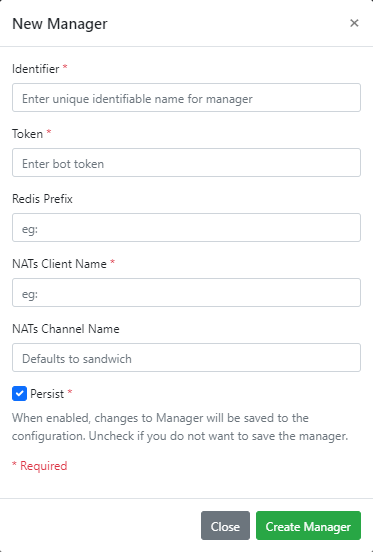 New Manager ×
Identifier *
Enter unique identifiable name for manager
Token *
Enter bot token
Redis Prefix
eg:
NATs Client Name *
eg:
NATs Channel Name
Defaults to sandwich
Persist *
When enabled, changes to Manager will be saved to the
configuration. Uncheck if you do not want to save the manager.
* Required
Close Create Manager